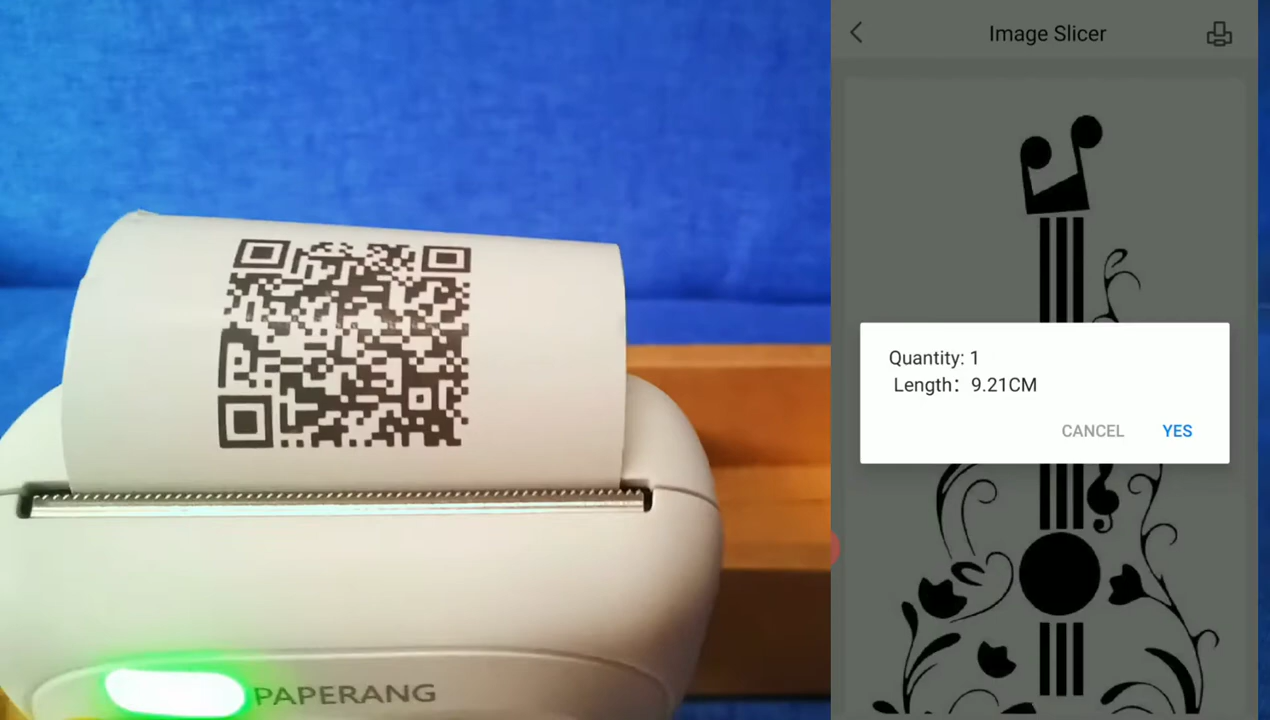 Image Slicer
Quantity: 1
Length: 9.21CM
CANCEL
YES
PAPERANG